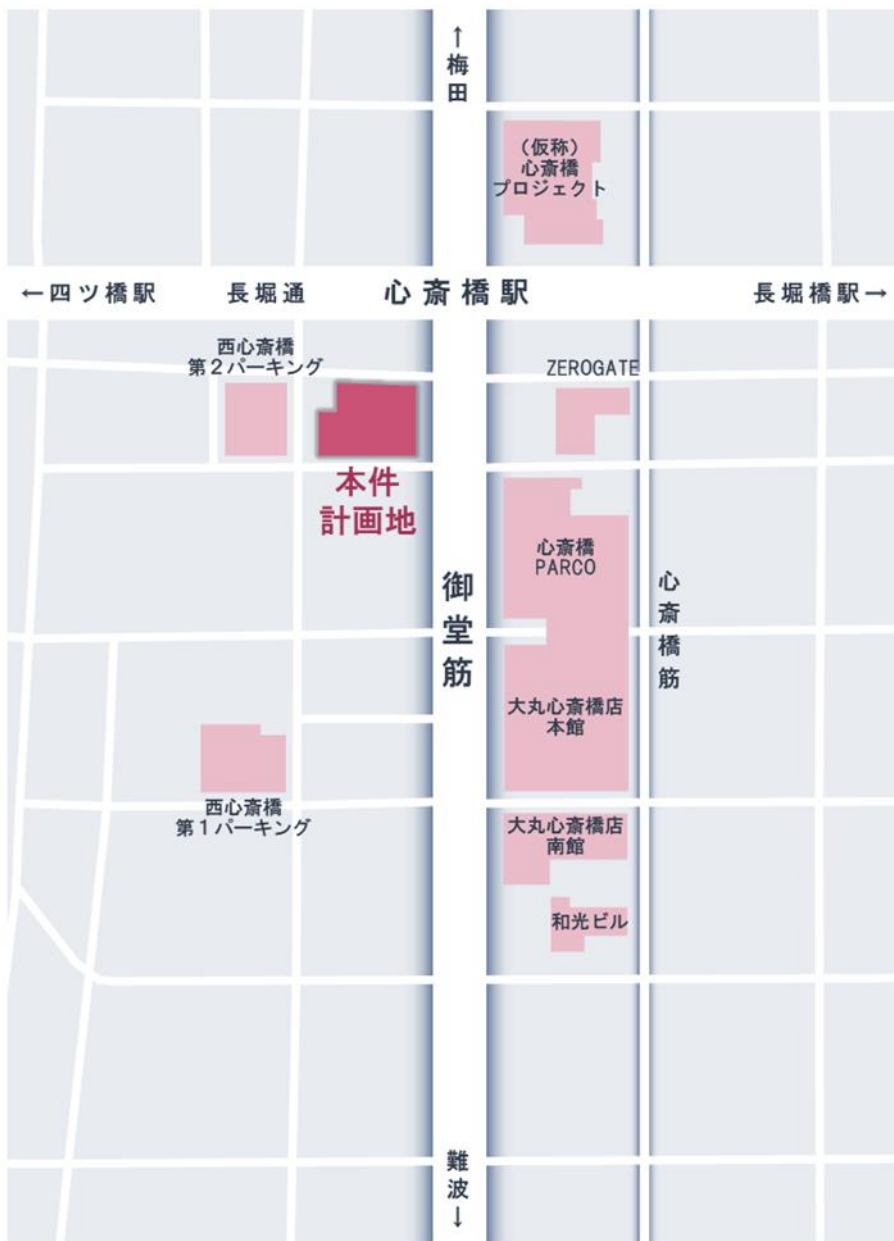 ↑梅田
（仮称）
心斎橋
プロジェクト
←四ツ橋駅
長堀通
心斎橋駅
長堀橋駅→
西心斎橋
第２パーキング
ZEROGATE
本件
計画地
心斎橋
PARCO
御堂筋
心斎橋筋
大丸心斎橋店
本館
西心斎橋
第１パーキング
大丸心斎橋店
南館
和光ビル
難波↓